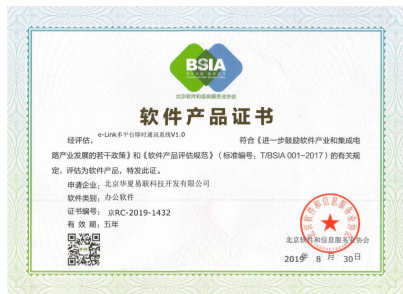 BSIA
北京软件和信息服务业协会
软件产品证书
经评估， e-Link多平台即时通讯系统V1.0 符合《进一步鼓励软件产业和集成电
路产业发展的若干政策》和《软件产品评估规范》（标准编号：T/BSIA 001-2017）的有关规
定，评估为软件产品，特发此证。
申请企业：北京华夏易联科技开发有限公司
软件类别：办公软件
证书编号：京RC-2019-1432
有 效 期：五年
北京软件和信息服务业协会
2019年 8 月 30日